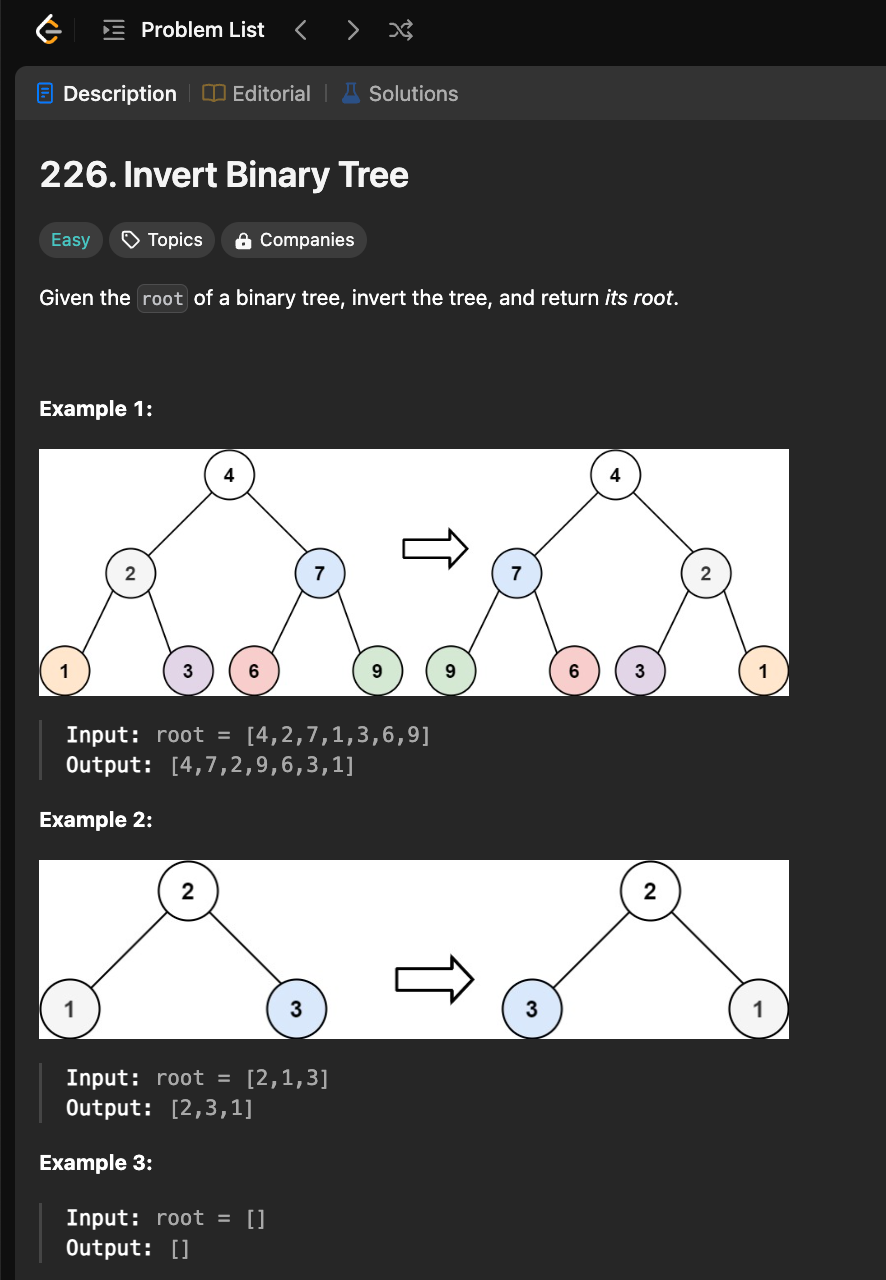 Problem List
Description
Editorial
Solutions
226. Invert Binary Tree
Easy
Topics
Companies
Given the root of a binary tree, invert the tree, and return its root.
Example 1:
4 4
2 7 7 2
1 3 6 9 9 6 3 1
Input: root = [4,2,7,1,3,6,9]
Output: [4,7,2,9,6,3,1]
Example 2:
2 2
1 3 3 1
Input: root = [2,1,3]
Output: [2,3,1]
Example 3:
Input: root = []
Output: []